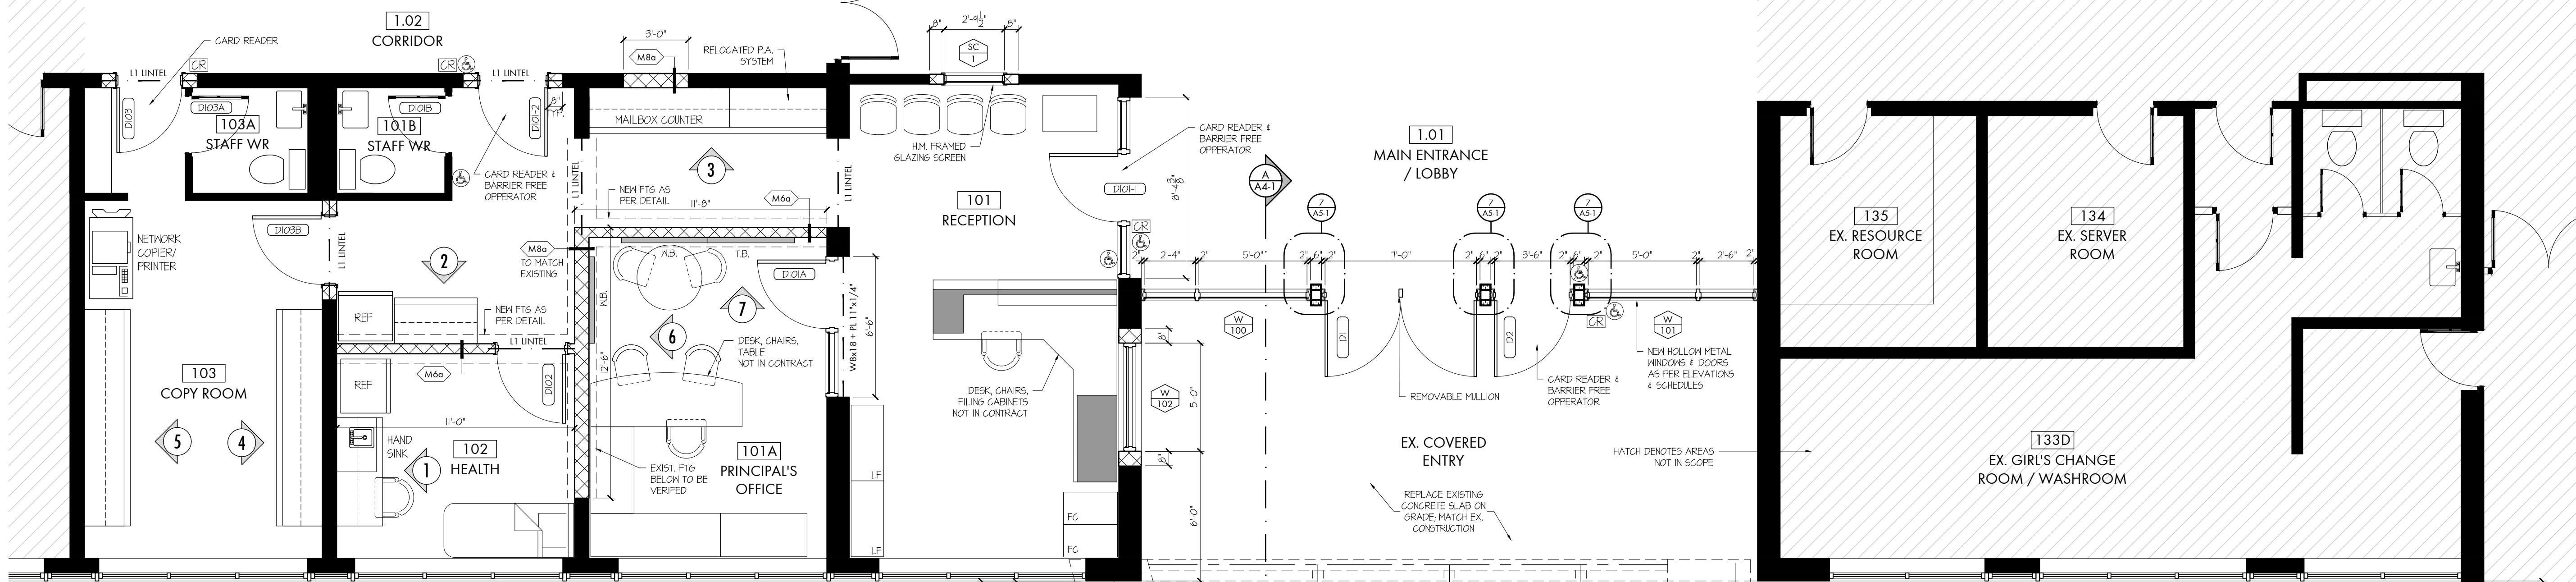 1.02
CORRIDOR
CARD READER
CR
L1 LINTEL
D103
D103A
103A
STAFF WR
D101B
101B
STAFF WR
CR
L1 LINTEL
D101-2
8"
TYP.
CARD READER &
BARRIER FREE
OPPERATOR
3'-0"
M8a
RELOCATED P.A.
SYSTEM
MAILBOX COUNTER
3
L1 LINTEL
NEW FTG AS
PER DETAIL
11'-8"
M6a
L1 LINTEL
8"
2'-9½"
8"
SC
1
H.M. FRAMED
GLAZING SCREEN
101
RECEPTION
CARD READER &
BARRIER FREE
OPPERATOR
D101-1
8'-4¾"
CR
1.01
MAIN ENTRANCE
/ LOBBY
A
A4-1
7
A5-1
7
A5-1
7
A5-1
2"
2'-4"
2"
5'-0"
2"
6"
2"
7'-0"
2"
6"
2"
3'-6"
2"
6"
2"
5'-0"
2"
2'-6"
2"
W
100
D1
D2
CR
W
101
NEW HOLLOW METAL
WINDOWS & DOORS
AS PER ELEVATIONS
& SCHEDULES
CARD READER &
BARRIER FREE
OPPERATOR
REMOVABLE MULLION
EX. COVERED
ENTRY
REPLACE EXISTING
CONCRETE SLAB ON
GRADE; MATCH EX.
CONSTRUCTION
HATCH DENOTES AREAS
NOT IN SCOPE
NETWORK
COPIER/
PRINTER
D103B
L1 LINTEL
2
M8a
TO MATCH
EXISTING
REF
NEW FTG AS
PER DETAIL
L1 LINTEL
M6a
REF
D102
103
COPY ROOM
5
4
11'-0"
HAND
SINK
1
102
HEALTH
W.B.
T.B.
W.B.
D101A
7
6
12'-6"
DESK, CHAIRS,
TABLE
NOT IN CONTRACT
W8x18 + PL 11"x1/4"
6'-6"
EXIST. FTG
BELOW TO BE
VERIFED
101A
PRINCIPAL'S
OFFICE
LF
LF
DESK, CHAIRS,
FILING CABINETS
NOT IN CONTRACT
FC
FC
8"
W
102
5'-0"
8"
6'-0"
135
EX. RESOURCE
ROOM
134
EX. SERVER
ROOM
133D
EX. GIRL'S CHANGE
ROOM / WASHROOM